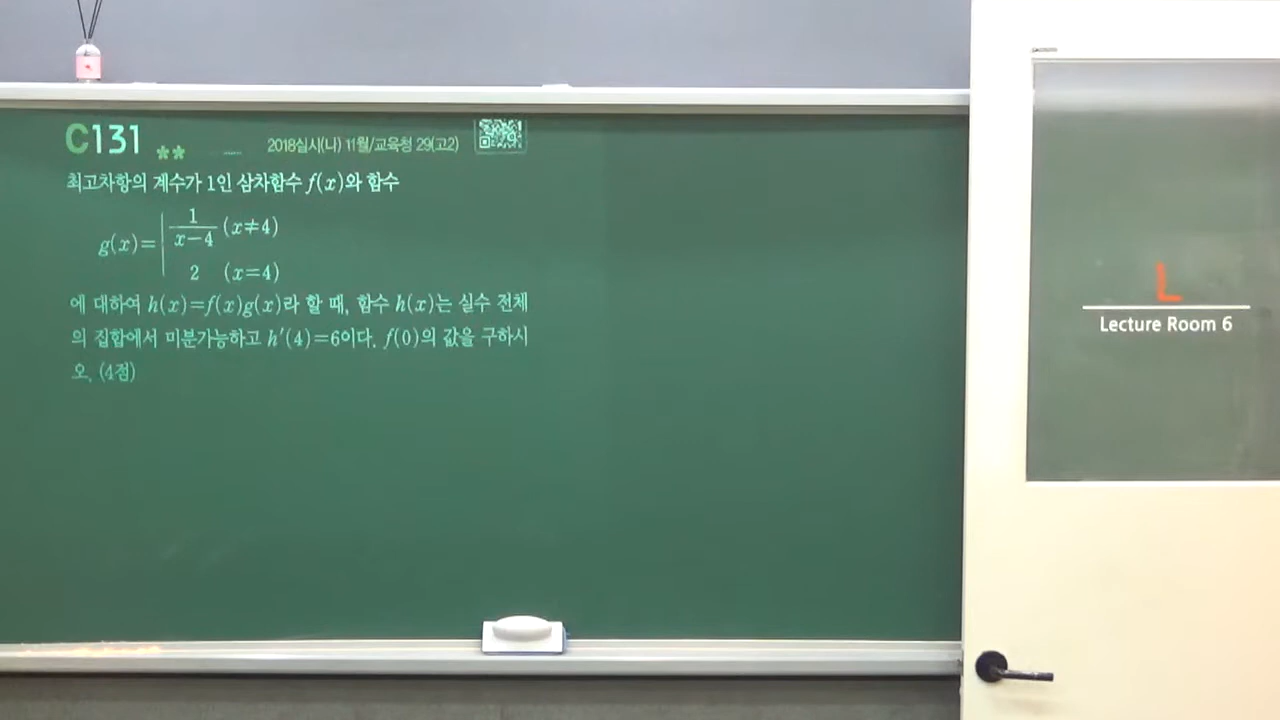 C131 ** 2018실시(나) 11월/교육청 29(고2)
최고차항의 계수가 1인 삼차함수 f(x)와 함수
g(x)= 1/(x-4) (x≠4)
2 (x=4)
에 대하여 h(x)=f(x)g(x)라 할 때, 함수 h(x)는 실수 전체
의 집합에서 미분가능하고 h′(4)=6이다. f(0)의 값을 구하시
오. (4점)
L
Lecture Room 6